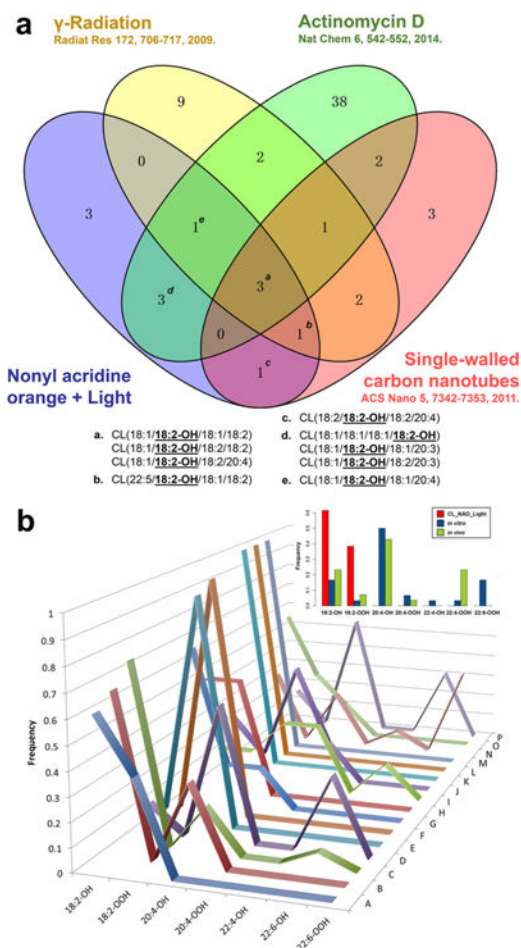 a
γ-Radiation
Radiat Res 172, 706-717, 2009.
Actinomycin D
Nat Chem 6, 542-552, 2014.
9
38
0
2
2
3
1e
1
3
3d
3a
2
0
1b
1c
Nonyl acridine
orange + Light
Single-walled
carbon nanotubes
ACS Nano 5, 7342-7353, 2011.
a. CL(18:1/18:2-OH/18:1/18:2)
CL(18:1/18:2-OH/18:2/18:2)
CL(18:1/18:2-OH/18:2/20:4)
b. CL(22:5/18:2-OH/18:1/18:2)
c. CL(18:2/18:2-OH/18:2/20:4)
d. CL(18:1/18:1/18:1/18:2-OH)
CL(18:1/18:2-OH/18:1/20:3)
CL(18:1/18:2-OH/18:2/20:3)
e. CL(18:1/18:2-OH/18:1/20:4)
b
CL_NAO_Light
in vitro
in vivo
Frequency
18:2-OH 18:2-OOH 20:4-OH 20:4-OOH 22:4-OH 22:4-OOH 22:6-OOH
1
0.9
0.8
0.7
0.6
0.5
0.4
0.3
0.2
0.1
0
Frequency
18:2-OH 18:2-OOH 20:4-OH 20:4-OOH 22:4-OH 22:6-OH 22:6-OOH
A B C D E F G H I J K L M N O P